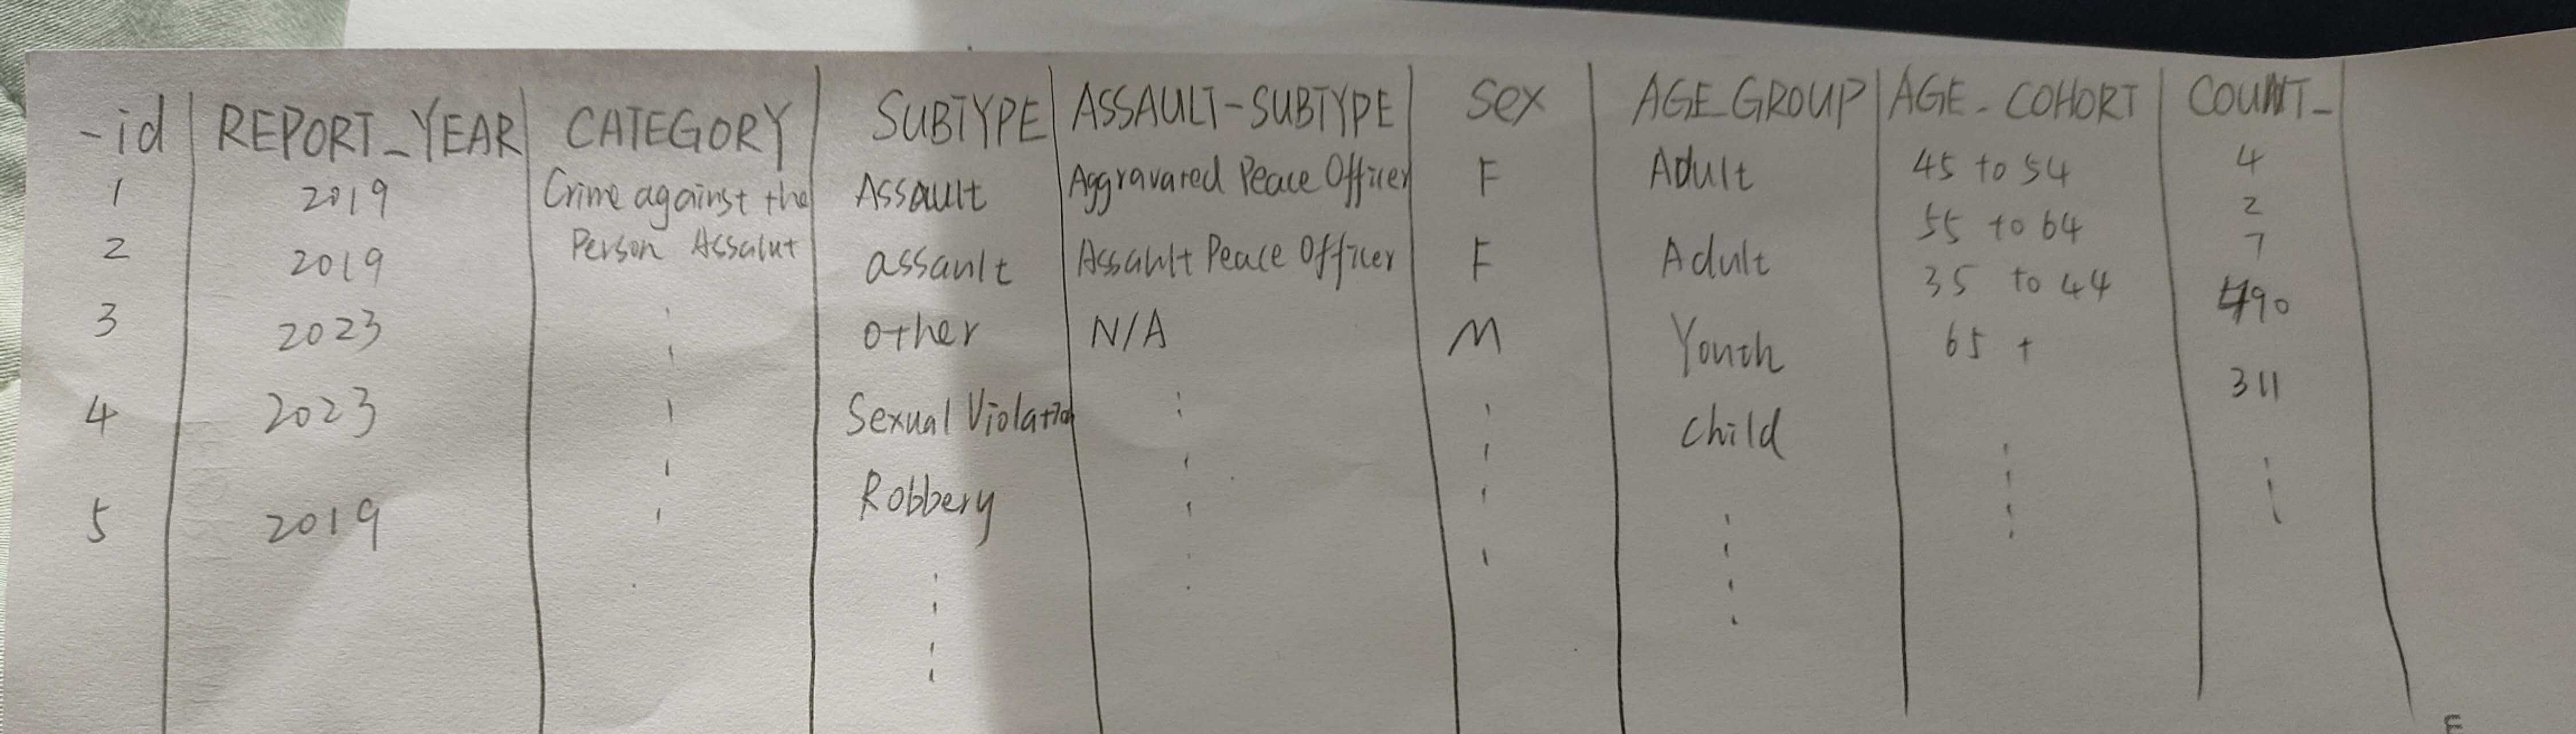 -id REPORT_YEAR CATEGORY SUBTYPE ASSAULT-SUBTYPE Sex AGE_GROUP AGE_COHORT COUNT_
1 2019 Crime against the Assault Aggravared Peace Officer F Adult 45 to 54 4
2 2019 Person Assalut assault Assault Peace Officer F Adult 55 to 64 2
3 2023 other N/A M Youth 35 to 44 7
4 2023 Sexual Violation child 65 + 490
5 2019 Robbery 311
F